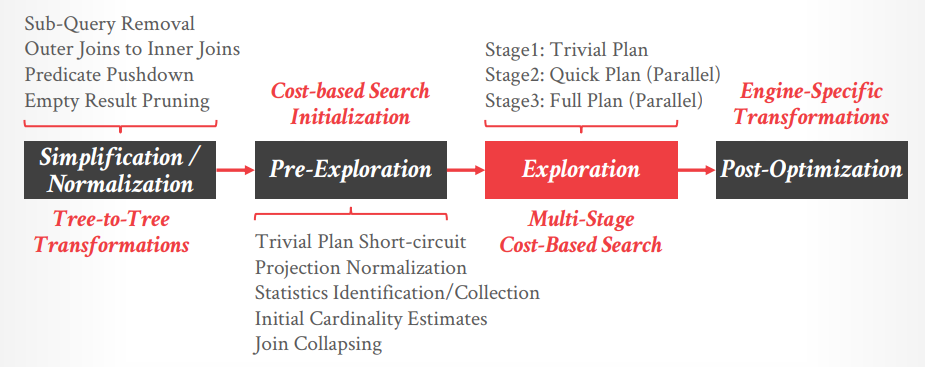 Sub-Query Removal
Outer Joins to Inner Joins
Predicate Pushdown
Empty Result Pruning
Simplification /
Normalization
Tree-to-Tree
Transformations
Cost-based Search
Initialization
Pre-Exploration
Trivial Plan Short-circuit
Projection Normalization
Statistics Identification/Collection
Initial Cardinality Estimates
Join Collapsing
Stage1: Trivial Plan
Stage2: Quick Plan (Parallel)
Stage3: Full Plan (Parallel)
Exploration
Multi-Stage
Cost-Based Search
Engine-Specific
Transformations
Post-Optimization